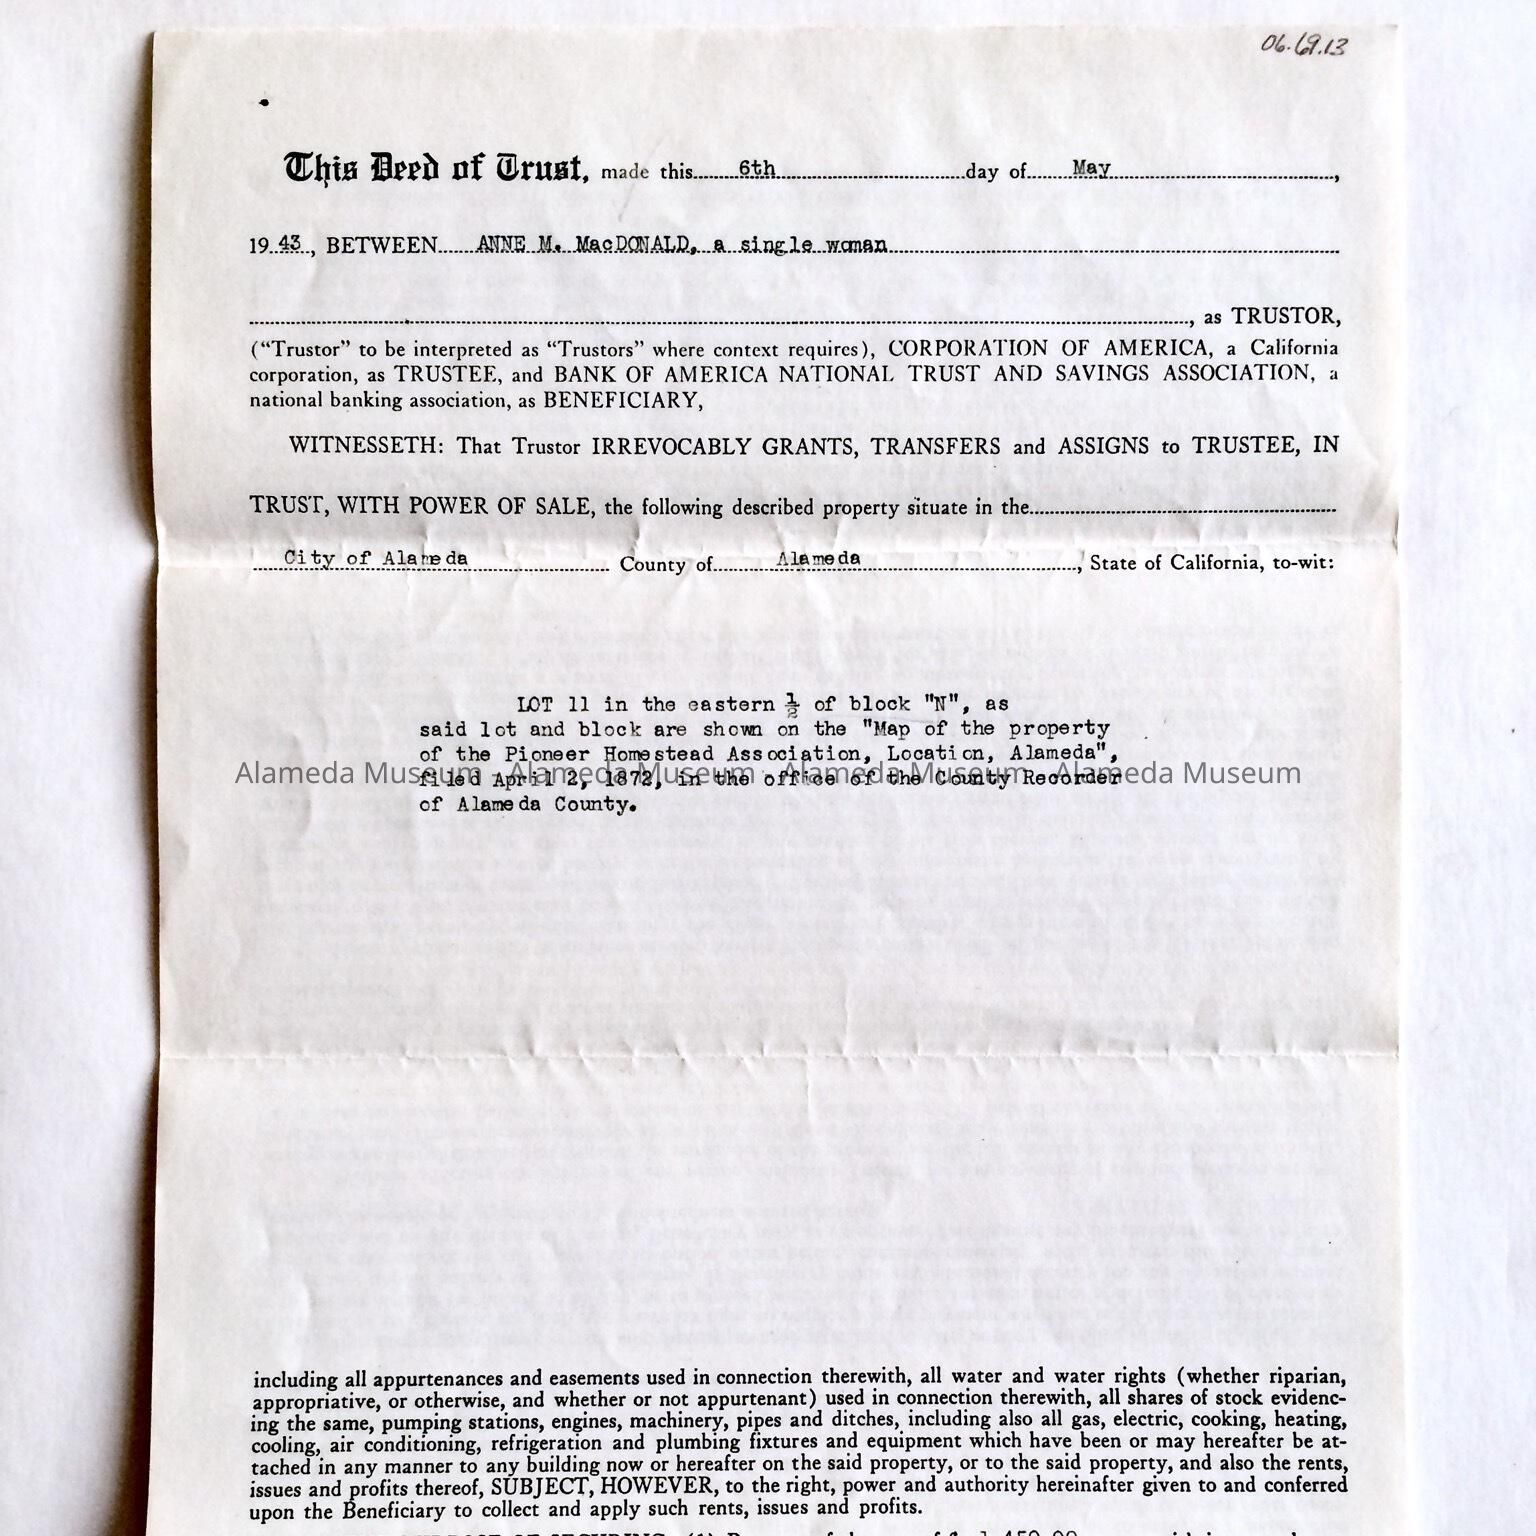 06.69.13
This Deed of Trust, made this 6th day of May,
1943, BETWEEN ANNE M. MacDONALD, a single woman
, as TRUSTOR,
("Trustor" to be interpreted as "Trustors" where context requires), CORPORATION OF AMERICA, a California
corporation, as TRUSTEE, and BANK OF AMERICA NATIONAL TRUST AND SAVINGS ASSOCIATION, a
national banking association, as BENEFICIARY,
WITNESSETH: That Trustor IRREVOCABLY GRANTS, TRANSFERS and ASSIGNS to TRUSTEE, IN
TRUST, WITH POWER OF SALE, the following described property situate in the
City of Alameda County of Alameda, State of California, to-wit:
LOT 11 in the eastern ½ of block "N", as
said lot and block are shown on the "Map of the property
of the Pioneer Homestead Association, Location, Alameda",
filed April 2, 1872, in the office of the County Recorder
Alameda Museum · Alameda Museum · Alameda Museum · Alameda Museum
of Alameda County.
including all appurtenances and easements used in connection therewith, all water and water rights (whether riparian,
appropriative, or otherwise, and whether or not appurtenant) used in connection therewith, all shares of stock evidenc-
ing the same, pumping stations, engines, machinery, pipes and ditches, including also all gas, electric, cooking, heating,
cooling, air conditioning, refrigeration and plumbing fixtures and equipment which have been or may hereafter be at-
tached in any manner to any building now or hereafter on the said property, or to the said property, and also the rents,
issues and profits thereof, SUBJECT, HOWEVER, to the right, power and authority hereinafter given to and conferred
upon the Beneficiary to collect and apply such rents, issues and profits.